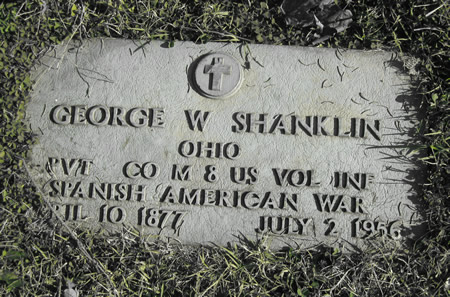 GEORGE W SHANKLIN
OHIO
PVT CO M 8 US VOL INF
SPANISH AMERICAN WAR
10 1877 JULY 2 1956